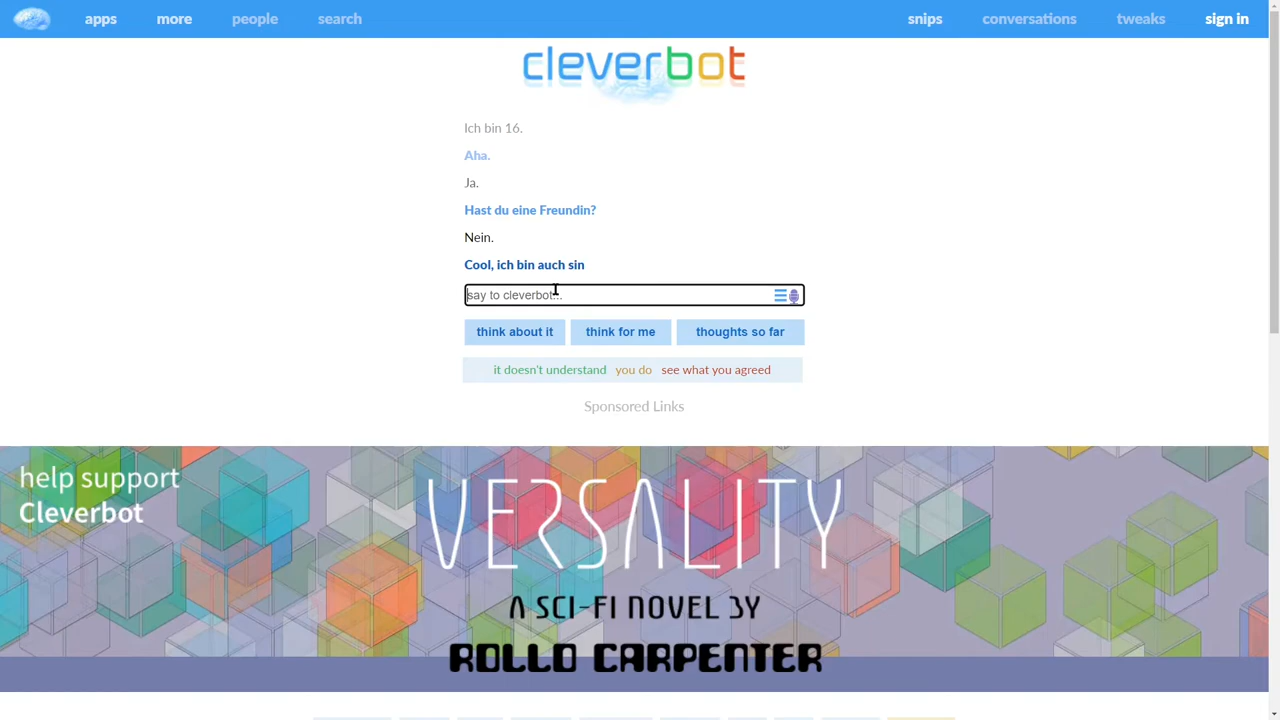 apps more people search snips conversations tweaks sign in
cleverbot
Ich bin 16.
Aha.
Ja.
Hast du eine Freundin?
Nein.
Cool, ich bin auch sin
say to cleverbot...
think about it think for me thoughts so far
it doesn't understand you do see what you agreed
Sponsored Links
help support
Cleverbot
VERSALITY
A SCI-FI NOVEL BY
ROLLO CARPENTER